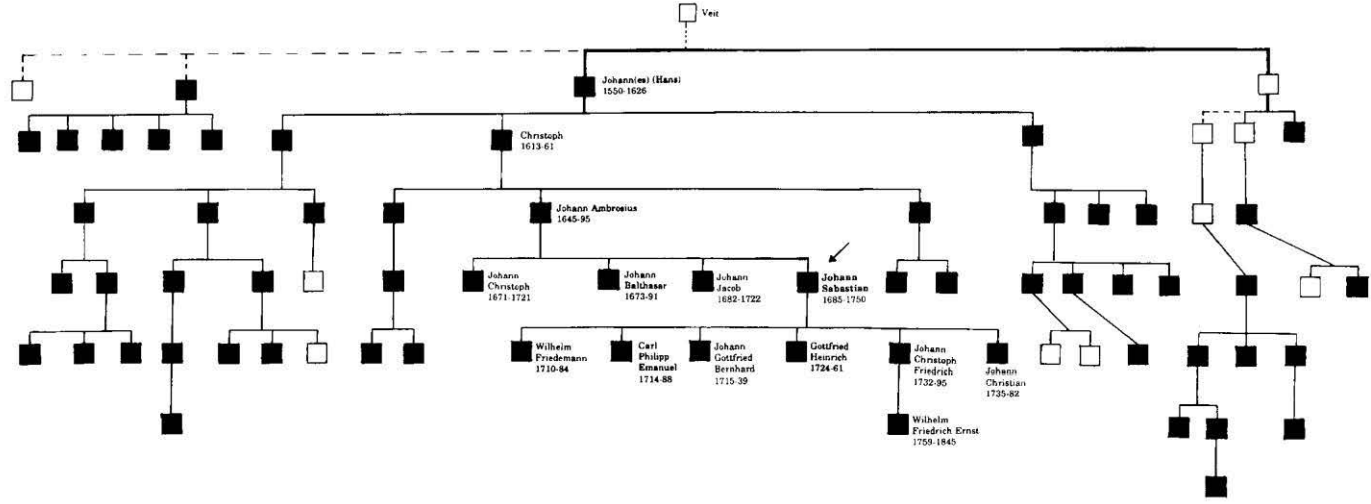 Veit
Johann(es) (Hans)
1550-1626
Christoph
1613-61
Johann Ambrosius
1645-95
Johann
Christoph
1671-1721
Johann
Balthasar
1673-91
Johann
Jacob
1682-1722
Johann
Sabastian
1685-1750
Wilhelm
Friedemann
1710-84
Carl
Philipp
Emanuel
1714-88
Johann
Gottfried
Bernhard
1715-39
Gottfried
Heinrich
1724-61
Johann
Christoph
Friedrich
1732-95
Johann
Christian
1735-82
Wilhelm
Friedrich Ernst
1759-1845